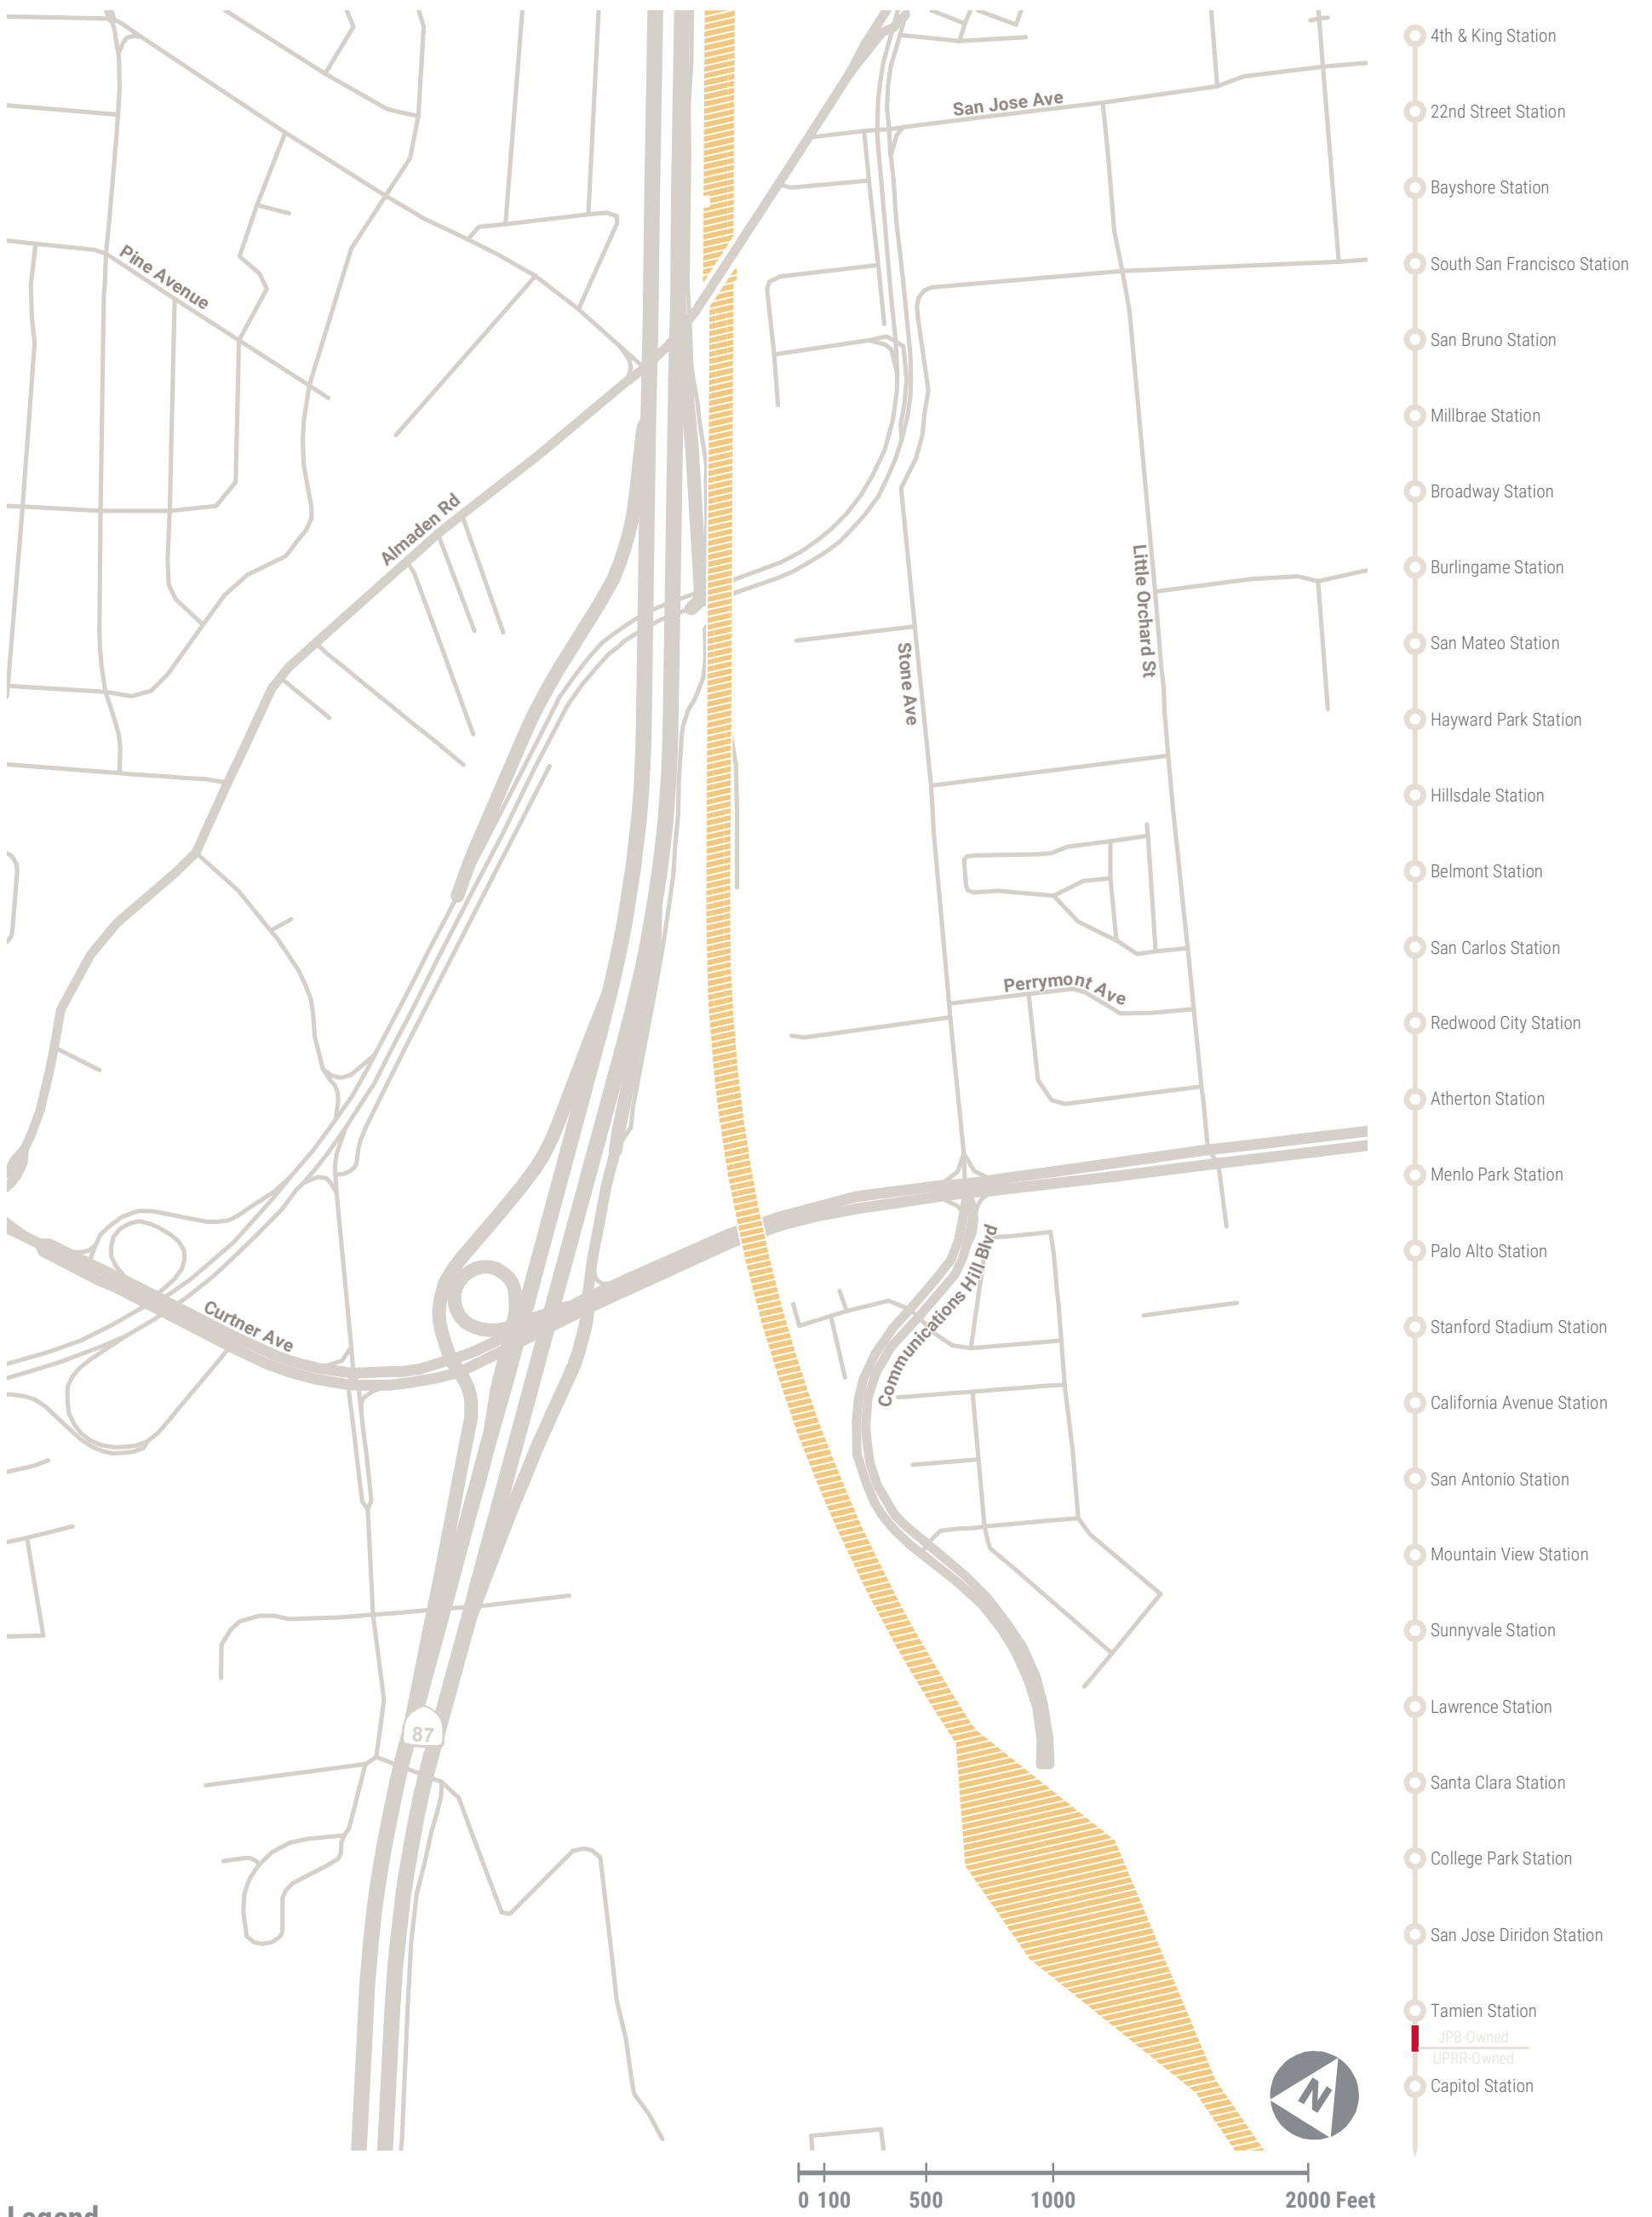 San Jose Ave
Pine Avenue
Almaden Rd
Little Orchard St
Stone Ave
Perrymont Ave
Communications Hill Blvd
Curtner Ave
87
N
0 100 500 1000 2000 Feet
Legend
4th & King Station
22nd Street Station
Bayshore Station
South San Francisco Station
San Bruno Station
Millbrae Station
Broadway Station
Burlingame Station
San Mateo Station
Hayward Park Station
Hillsdale Station
Belmont Station
San Carlos Station
Redwood City Station
Atherton Station
Menlo Park Station
Palo Alto Station
Stanford Stadium Station
California Avenue Station
San Antonio Station
Mountain View Station
Sunnyvale Station
Lawrence Station
Santa Clara Station
College Park Station
San Jose Diridon Station
Tamien Station
JPB-Owned
UPRR-Owned
Capitol Station